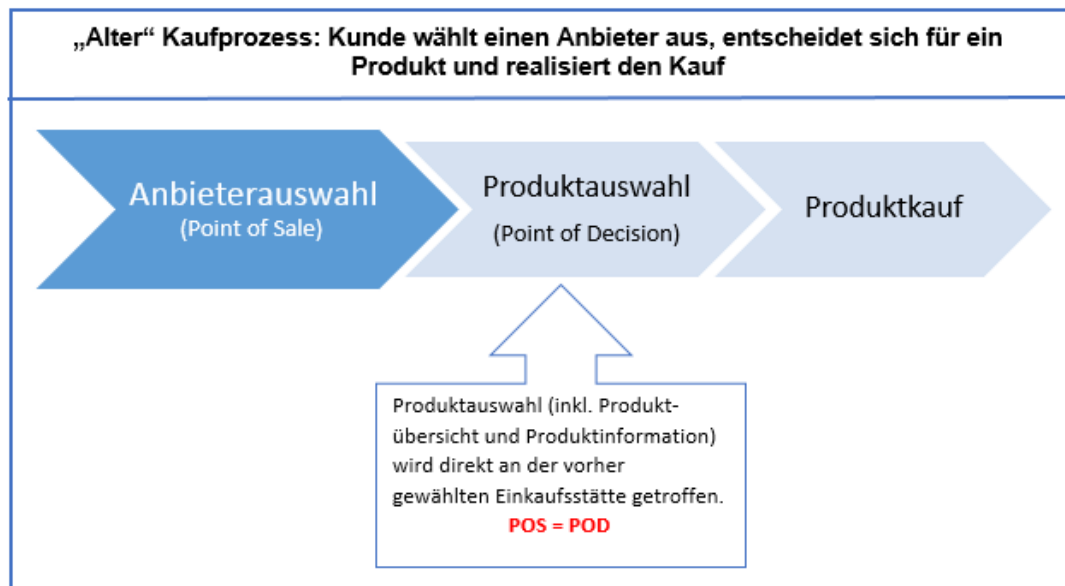 „Alter“ Kaufprozess: Kunde wählt einen Anbieter aus, entscheidet sich für ein
Produkt und realisiert den Kauf
Anbieterauswahl
(Point of Sale)
Produktauswahl
(Point of Decision)
Produktkauf
Produktauswahl (inkl. Produkt-
übersicht und Produktinformation)
wird direkt an der vorher
gewählten Einkaufsstätte getroffen.
POS = POD